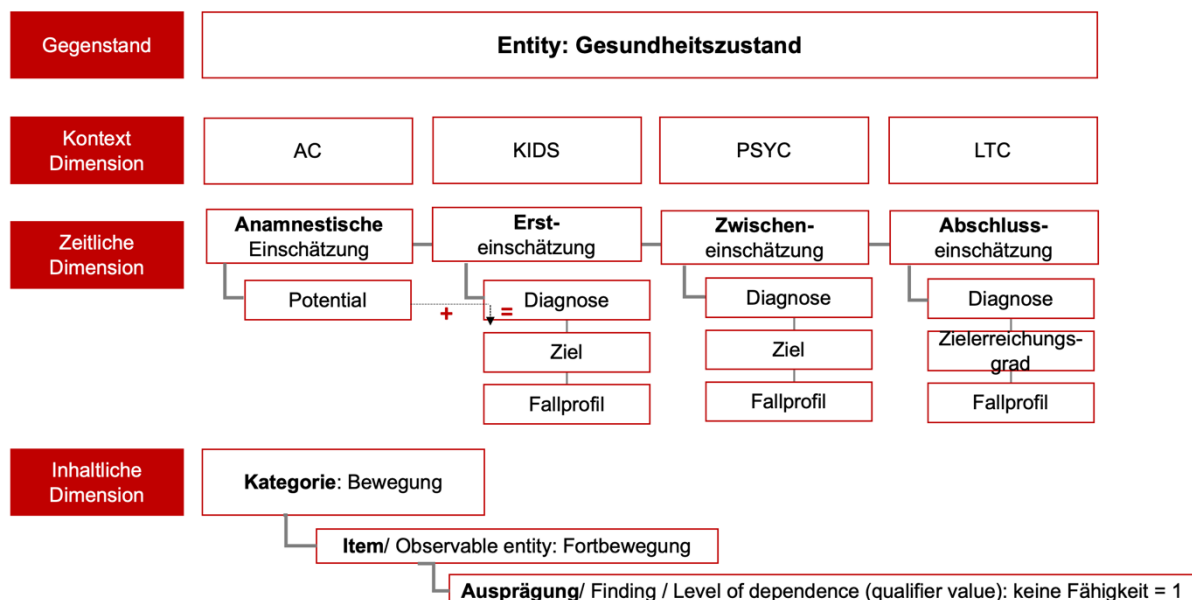 Gegenstand
Entity: Gesundheitszustand
Kontext
Dimension
AC
KIDS
PSYC
LTC
Zeitliche
Dimension
Anamnestische
Einschätzung
Erst-
einschätzung
Zwischen-
einschätzung
Abschluss-
einschätzung
Potential
+
=
Diagnose
Ziel
Fallprofil
Diagnose
Ziel
Fallprofil
Diagnose
Zielerreichungs-
grad
Fallprofil
Inhaltliche
Dimension
Kategorie: Bewegung
Item/ Observable entity: Fortbewegung
Ausprägung/ Finding / Level of dependence (qualifier value): keine Fähigkeit = 1